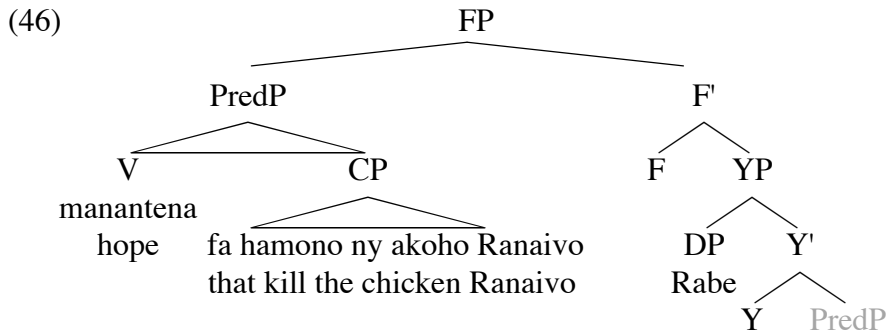 (46) FP
PredP F'
V CP F YP
manantena
hope fa hamono ny akoho Ranaivo DP Y'
that kill the chicken Ranaivo Rabe
Y PredP